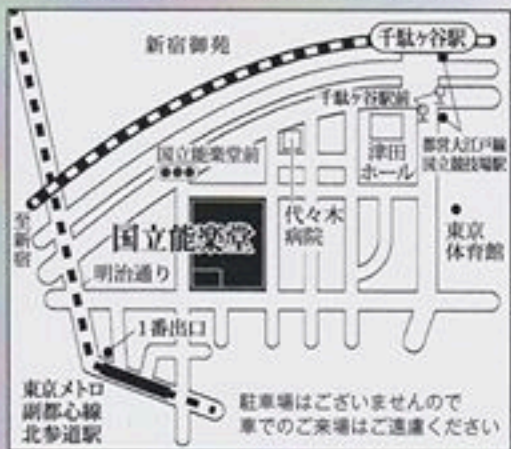 新宿御苑
千駄ヶ谷駅
千駄ヶ谷駅前
都営大江戸線
国立競技場駅
津田
ホール
国立能楽堂前
代々木
病院
東京
体育館
至新宿
国立能楽堂
明治通り
1番出口
東京メトロ
副都心線
北参道駅
駐車場はございませんので
車でのご来場はご遠慮ください